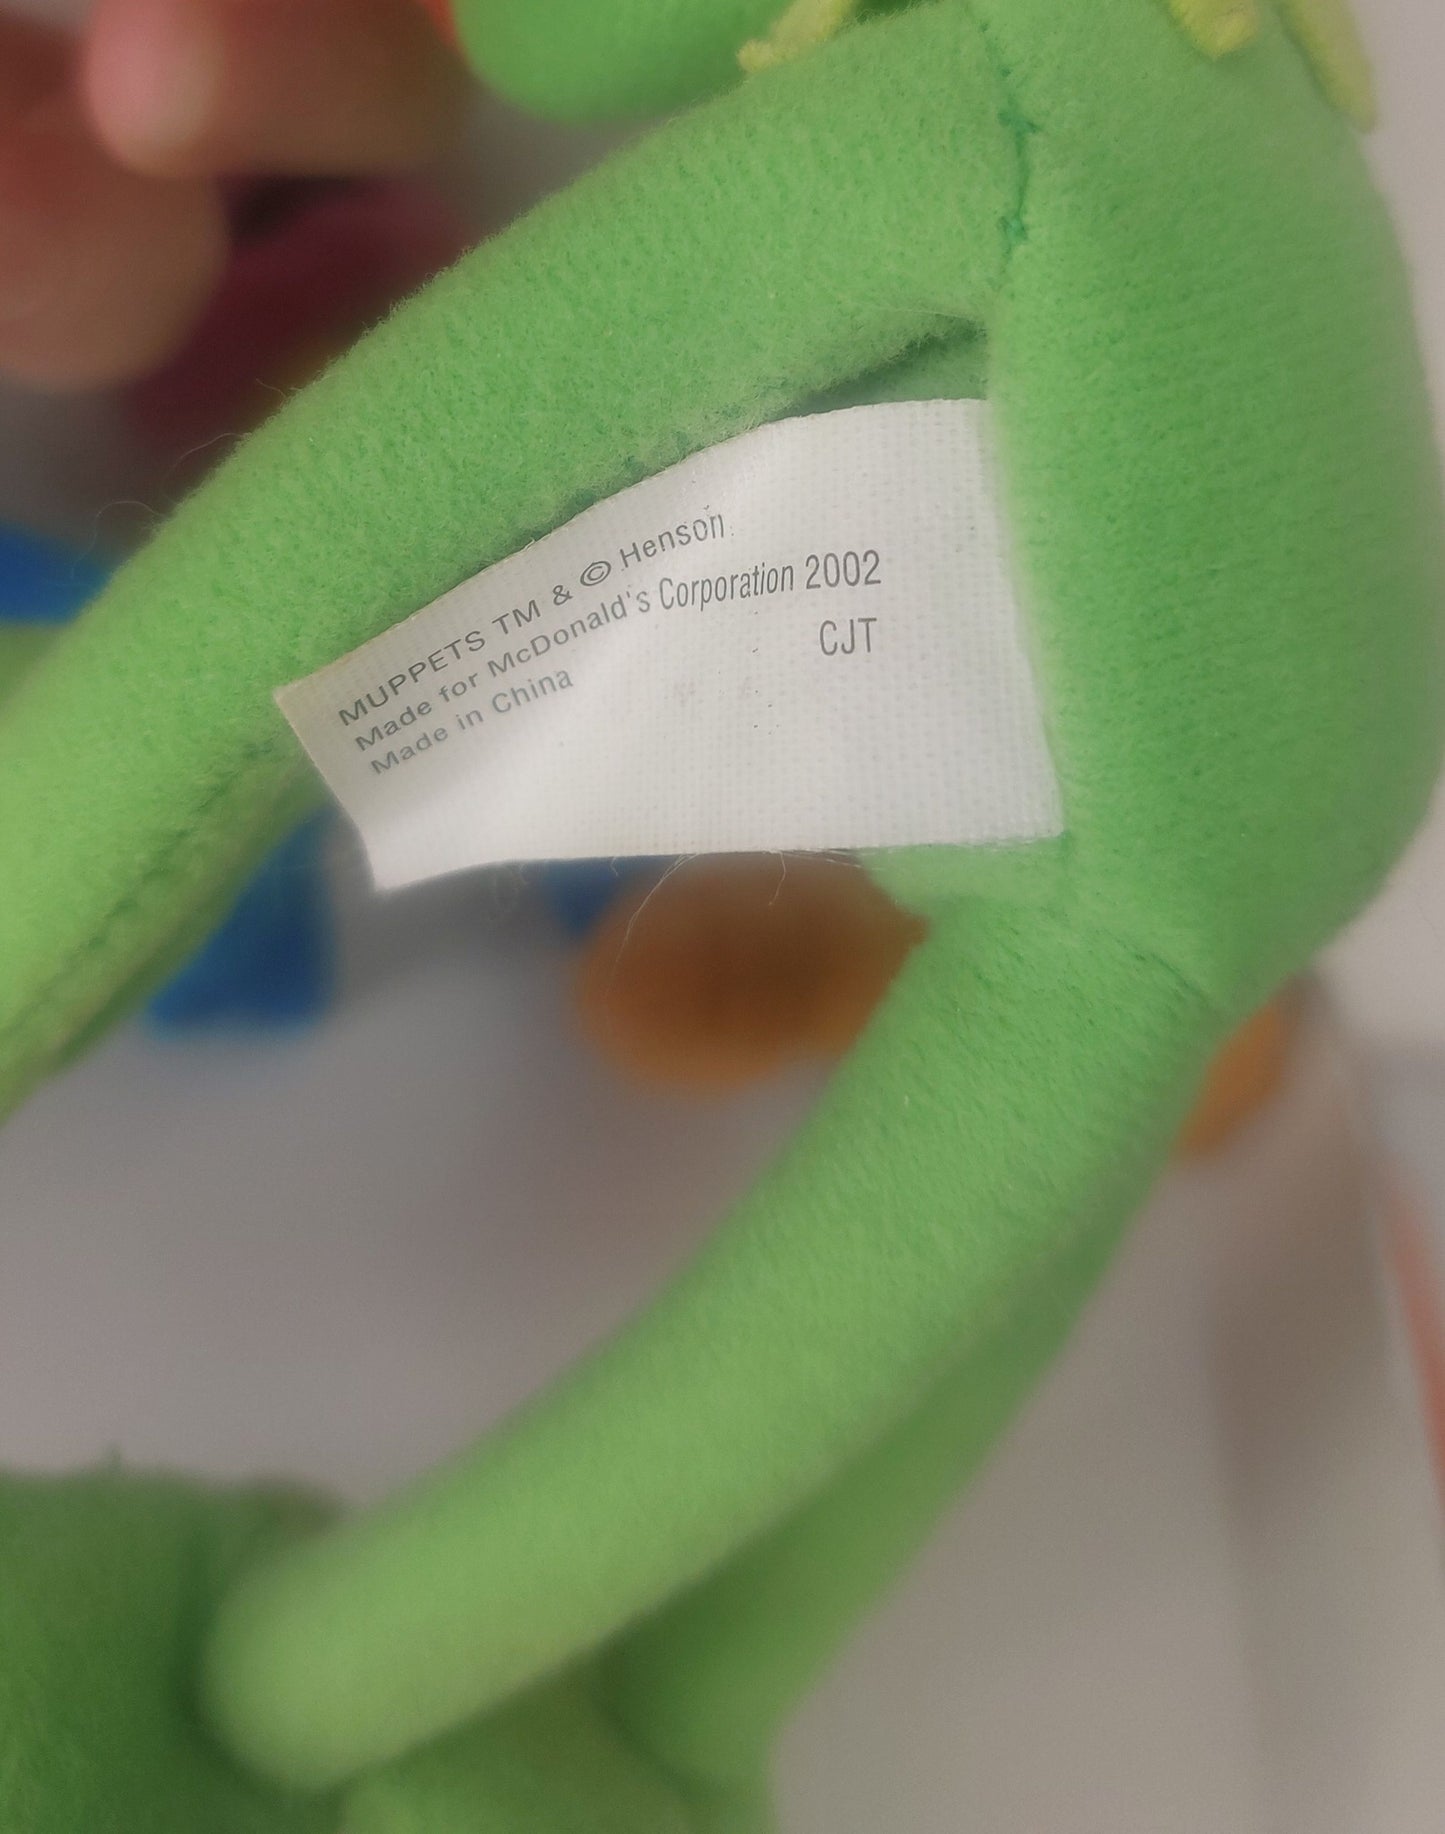 MUPPETS TM & © Henson
Made for McDonald's Corporation 2002
Made in China
CJT